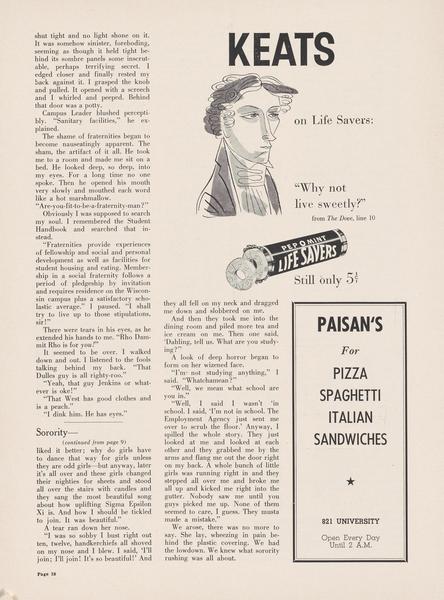 shut tight and no light shone on it.
It was somehow sinister, foreboding,
seeming as though it held tight be-
hind its sombre panels some inscrut-
able, perhaps terrifying secret. I
edged closer and finally rested my
back against it. I grasped the knob
and pulled. It opened with a screech
and I whirled and peeped. Behind
that door was a potty.
Campus Leader blushed percepti-
bly. "Sanitary facilities," he ex-
plained.
The shame of fraternities began to
become nauseatingly apparent. The
sham, the artifact of it all. He took
me to a room and made me sit on a
bed. He looked deep, so deep, into
my eyes. For a long time no one
spoke. Then he opened his mouth
very slowly and mouthed each word
like a hot marshmallow.
"Are-you-fit-to-be-a-fraternity-man?"
Obviously I was supposed to search
my soul. I remembered the Student
Handbook and searched that in-
stead.
"Fraternities provide experiences
of fellowship and social and personal
development as well as facilities for
student housing and eating. Member-
ship in a social fraternity follows a
period of pledgeship by invitation
and requires residence on the Wiscon-
sin campus plus a satisfactory scho-
lastic average." I paused. "I shall
try to live up to those stipulations,
sir!"
There were tears in his eyes, as he
extended his hands to me. "Rho Dam-
mit Rho is for you!"
It seemed to be over. I walked
down and out. I listened to the fools
talking behind my back. "That
Dulles guy is all righty-roo."
"Yeah, that guy Jenkins or what-
ever is oke!"
"That West has good clothes and
is a peach."
"I dink him. He has eyes."
Sorority—
(continued from page 9)
liked it better; why do girls have
to dance that way for girls unless
they are odd girls—but anyway, later
it's all over and these girls changed
their nighties for sheets and stood
all over the stairs with candles and
they sang the most beautiful song
about how uplifting Sigma Epsilon
Xi is. And how I should be tickled
to join. It was beautiful."
A tear ran down her nose.
"I was so sobby I bust right out
ten, twelve, handkerchiefs all shoved
on my nose and I blew. I said, 'I'll
join; I'll join! It's so beautiful!' And
they all fell on my neck and dragged
me down and slobbered on me.
And then they took me into the
dining room and piled more tea and
ice cream on me. Then one said,
'Dahling, tell us. What are you study-
ing?'"
A look of deep horror began to
form on her wizened face.
"I'm not studying anything," I
said. "Whatchamean?"
"Well, we mean what school are
you in."
"Well, I said I wasn't 'in
school. I said, 'I'm not in school. The
Employment Agency just sent me
over to scrub the floor.' Anyway, I
spilled the whole story. They just
looked at me and looked at each
other and they grabbed me by the
arms and flang me out the door right
on my back. A whole bunch of little
girls was running right in and they
stepped all over me and broke me
all up and kicked me right into the
gutter. Nobody saw me until you
guys picked me up. None of them
seemed to care, I guess. They musta
made a mistake."
We arose, there was no more to
say. She lay, wheezing in pain be-
hind the plastic covering. We had
the lowdown. We knew what sorority
rushing was all about.
KEATS
on Life Savers:
"Why not
live sweetly?"
from The Dove, line 10
PEP O MINT
LIFE SAVERS
Still only 5¢
PAISAN'S
For
PIZZA
SPAGHETTI
ITALIAN
SANDWICHES
★
821 UNIVERSITY
Open Every Day
Until 2 A.M.
Page 18